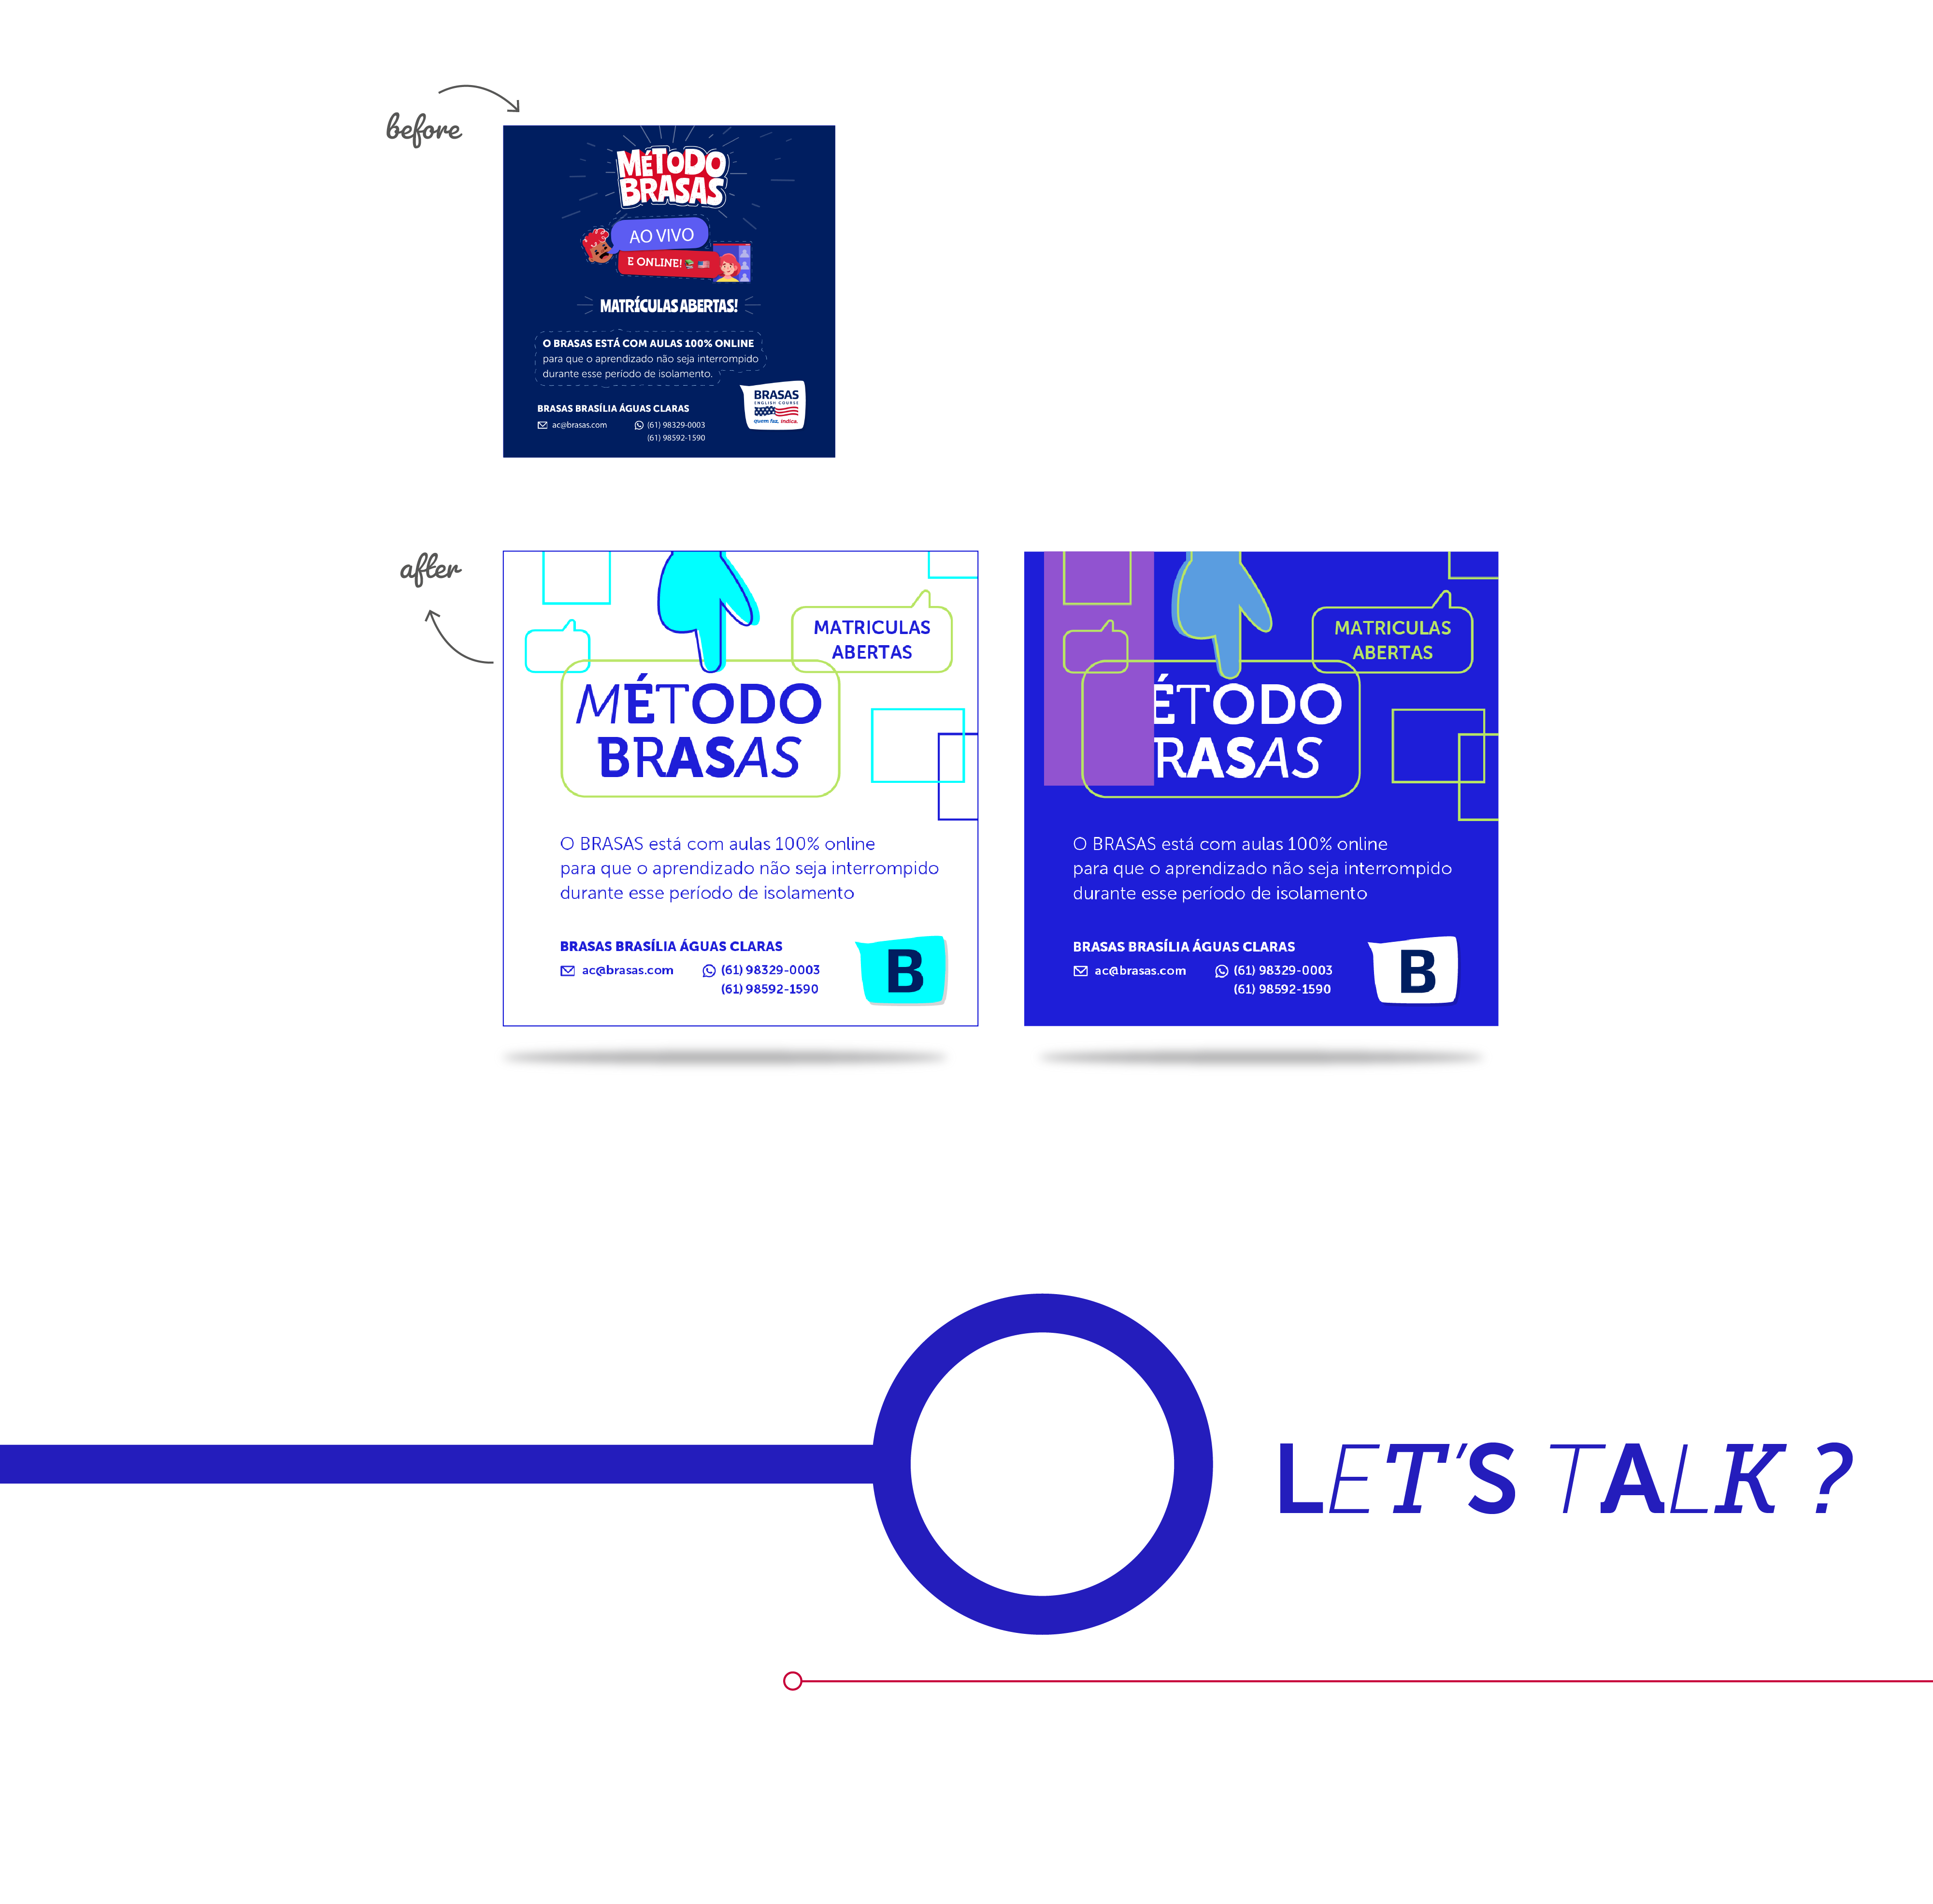 before
MÉTODO
BRASAS
AO VIVO
E ONLINE!
MATRÍCULAS ABERTAS!
O BRASAS ESTÁ COM AULAS 100% ONLINE
para que o aprendizado não seja interrompido
durante esse período de isolamento.
BRASAS
ENGLISH COURSE
quem faz, indica.
BRASAS BRASÍLIA ÁGUAS CLARAS
ac@brasas.com (61) 98329-0003
(61) 98592-1590
after
MATRICULAS
ABERTAS
MÉTODO
BRASAS
O BRASAS está com aulas 100% online
para que o aprendizado não seja interrompido
durante esse período de isolamento
BRASAS BRASÍLIA ÁGUAS CLARAS
ac@brasas.com (61) 98329-0003
(61) 98592-1590
B
MATRICULAS
ABERTAS
ÉTODO
RASAS
O BRASAS está com aulas 100% online
para que o aprendizado não seja interrompido
durante esse período de isolamento
BRASAS BRASÍLIA ÁGUAS CLARAS
ac@brasas.com (61) 98329-0003
(61) 98592-1590
B
LET'S TALK ?